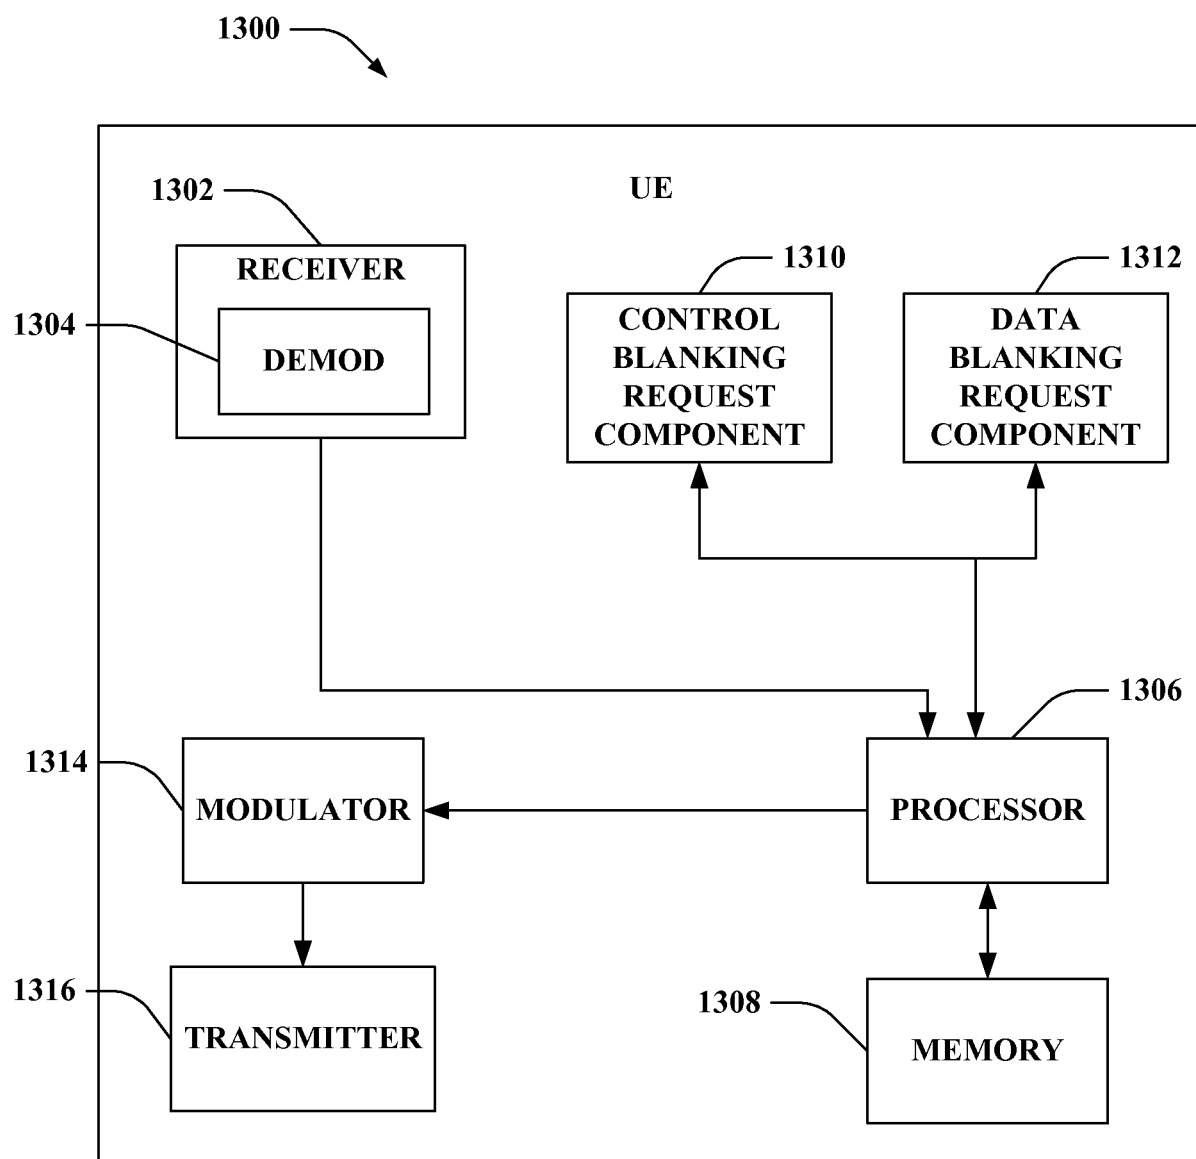 1300
UE
1302
RECEIVER
1304
DEMOD
1310
CONTROL
BLANKING
REQUEST
COMPONENT
1312
DATA
BLANKING
REQUEST
COMPONENT
1306
PROCESSOR
1314
MODULATOR
1316
TRANSMITTER
1308
MEMORY